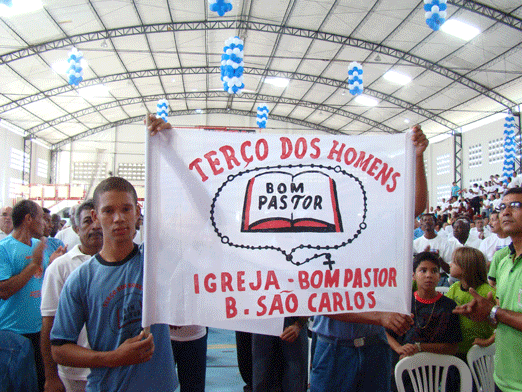 TERÇO DOS HOMENS
BOM
PASTOR
IGREJA - BOM PASTOR
B. SÃO CARLOS